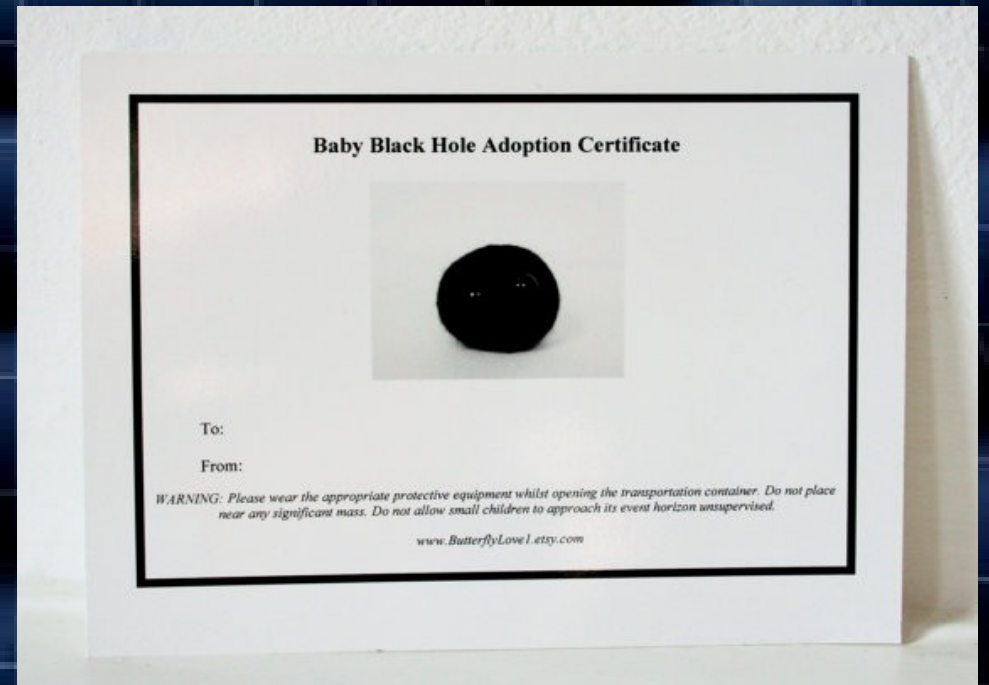 Baby Black Hole Adoption Certificate
To:
From:
WARNING: Please wear the appropriate protective equipment whilst opening the transportation container. Do not place
near any significant mass. Do not allow small children to approach its event horizon unsupervised.
www.ButterflyLove1.etsy.com